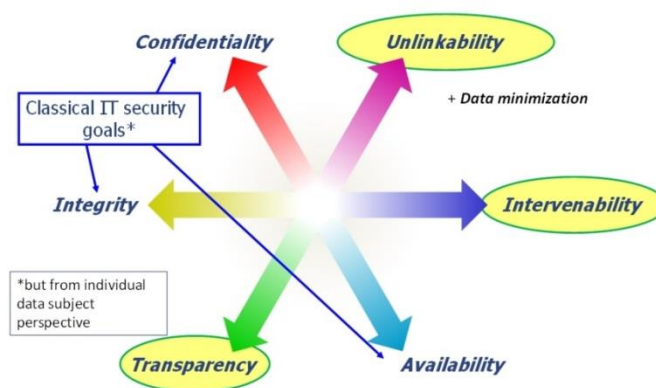 Confidentiality
Unlinkability
+ Data minimization
Classical IT security
goals*
Integrity
Intervenability
*but from individual
data subject
perspective
Transparency
Availability